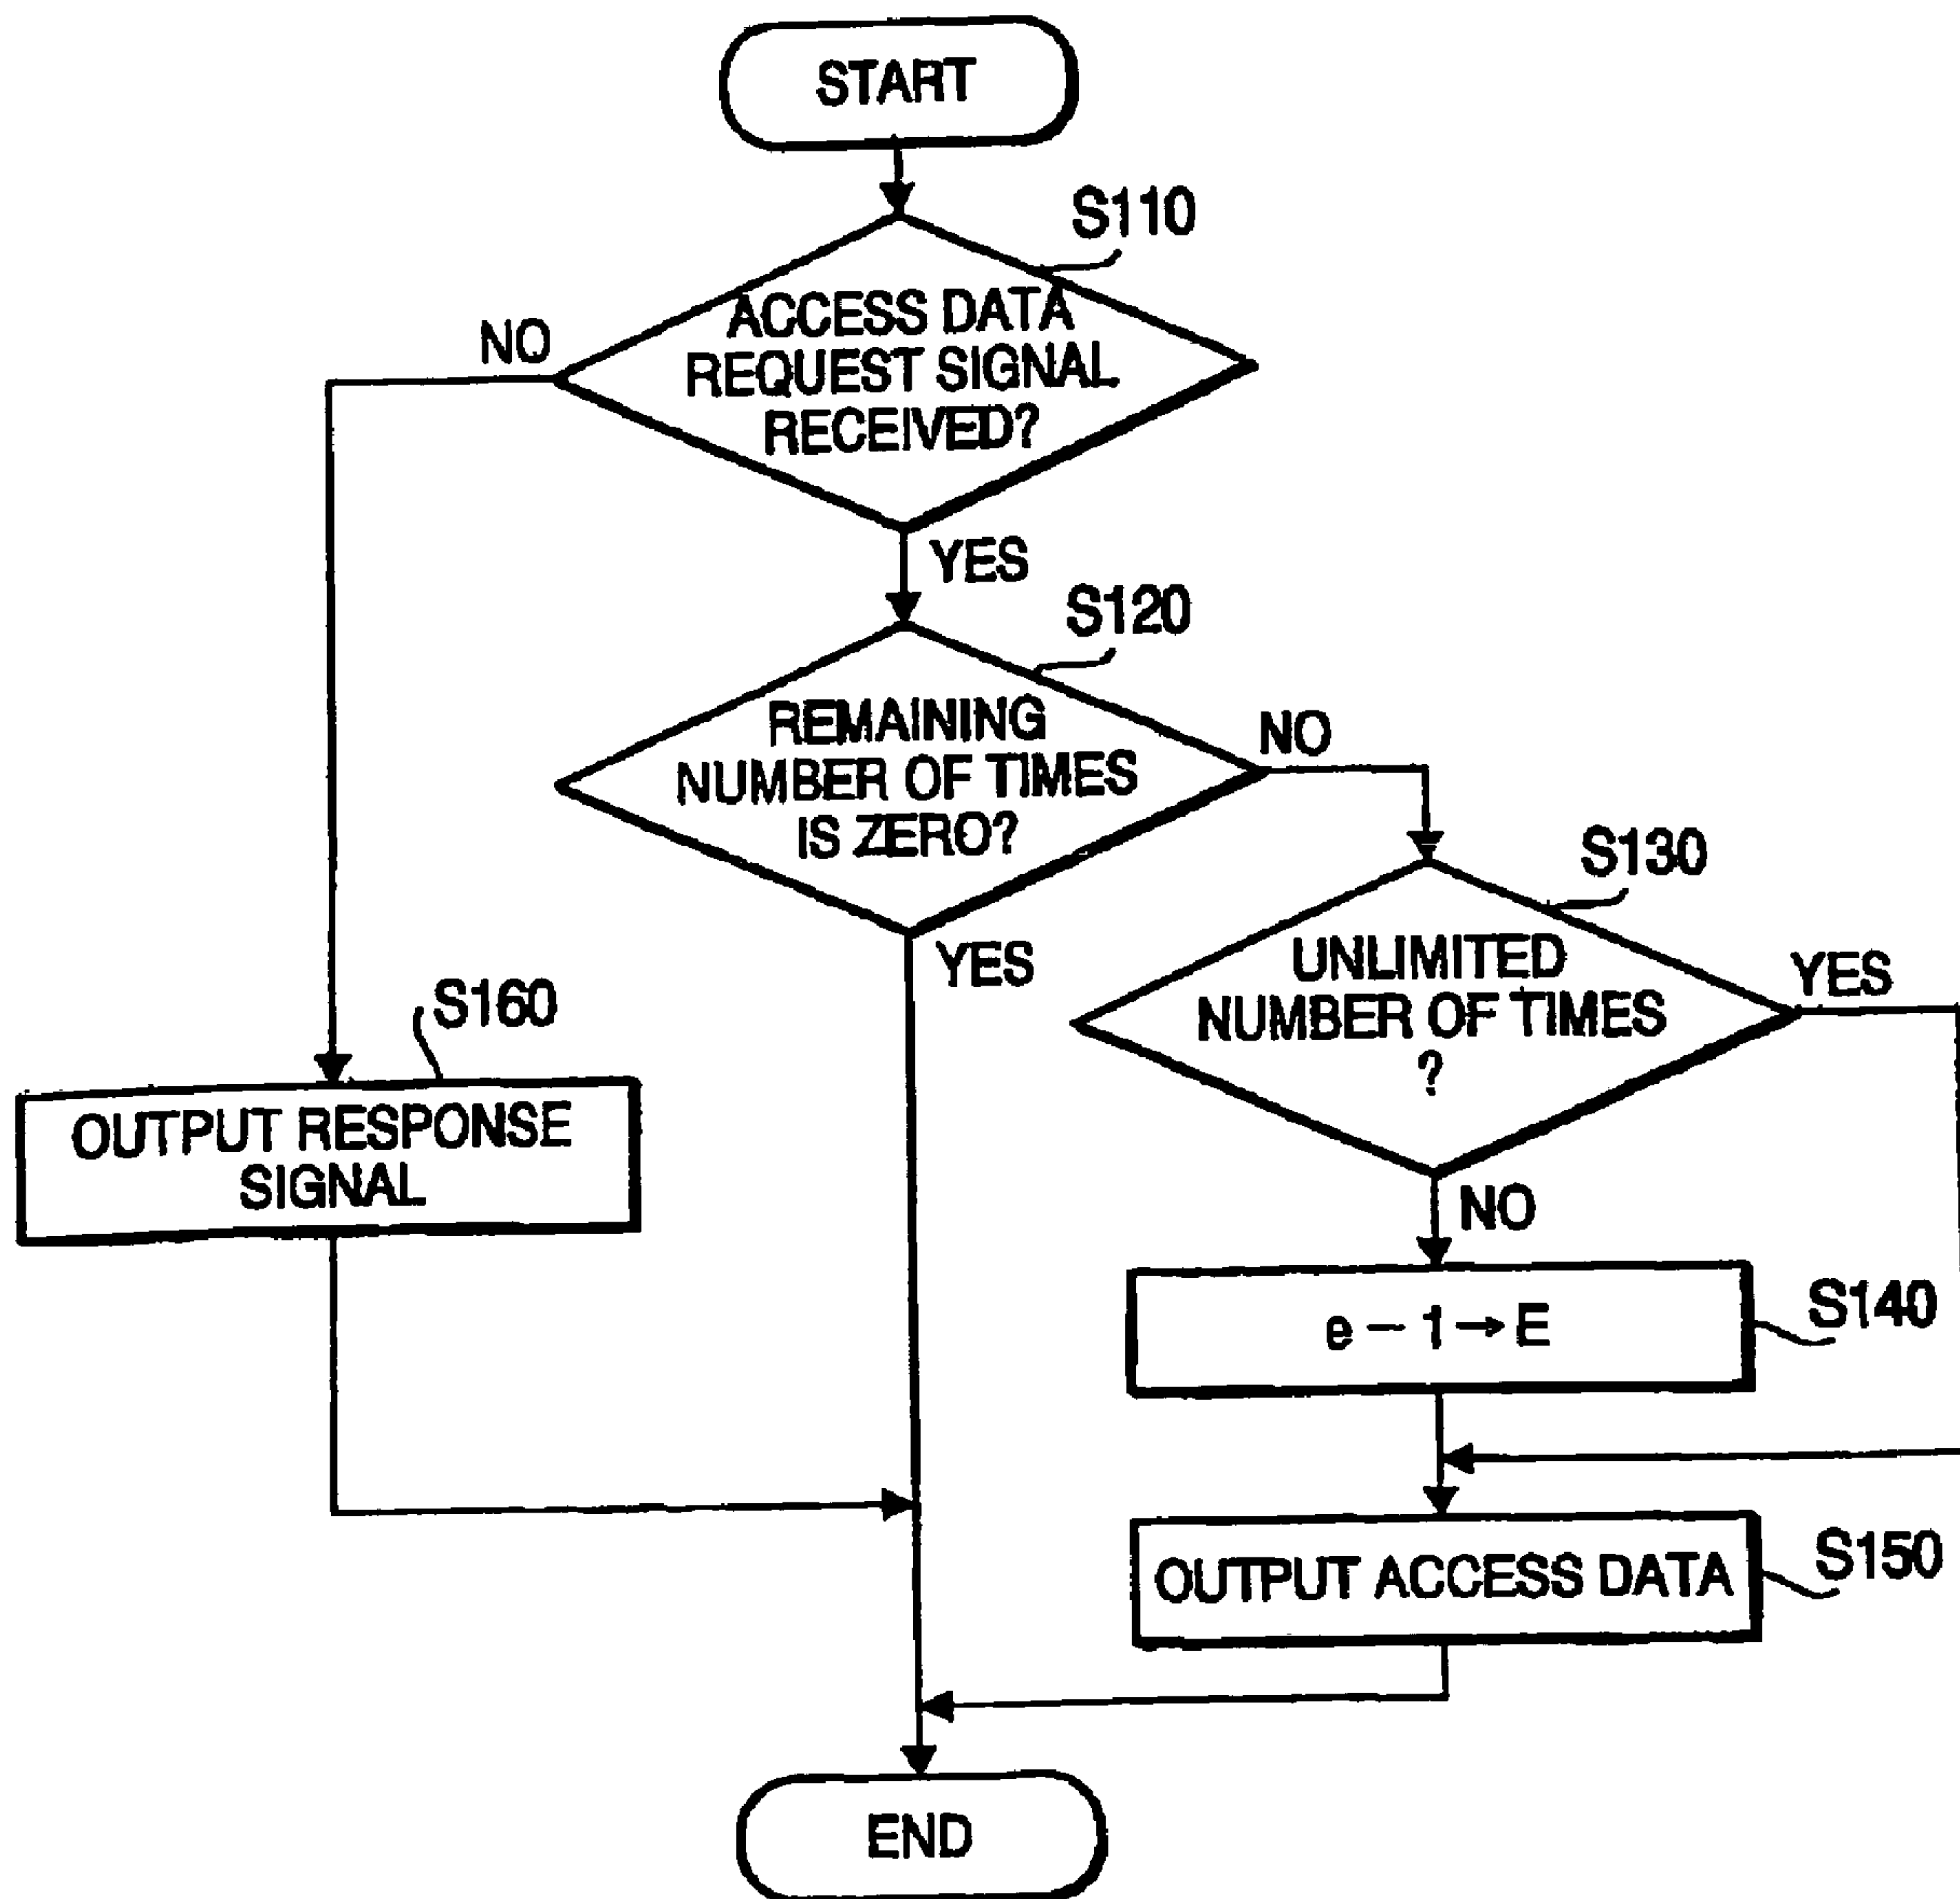 START
S110
ACCESS DATA
REQUEST SIGNAL
RECEIVED?
NO
YES
S120
REMAINING
NUMBER OF TIMES
IS ZERO?
NO
YES
S130
UNLIMITED
NUMBER OF TIMES
?
YES
NO
S160
OUTPUT RESPONSE
SIGNAL
e − 1 → E
S140
OUTPUT ACCESS DATA
S150
END